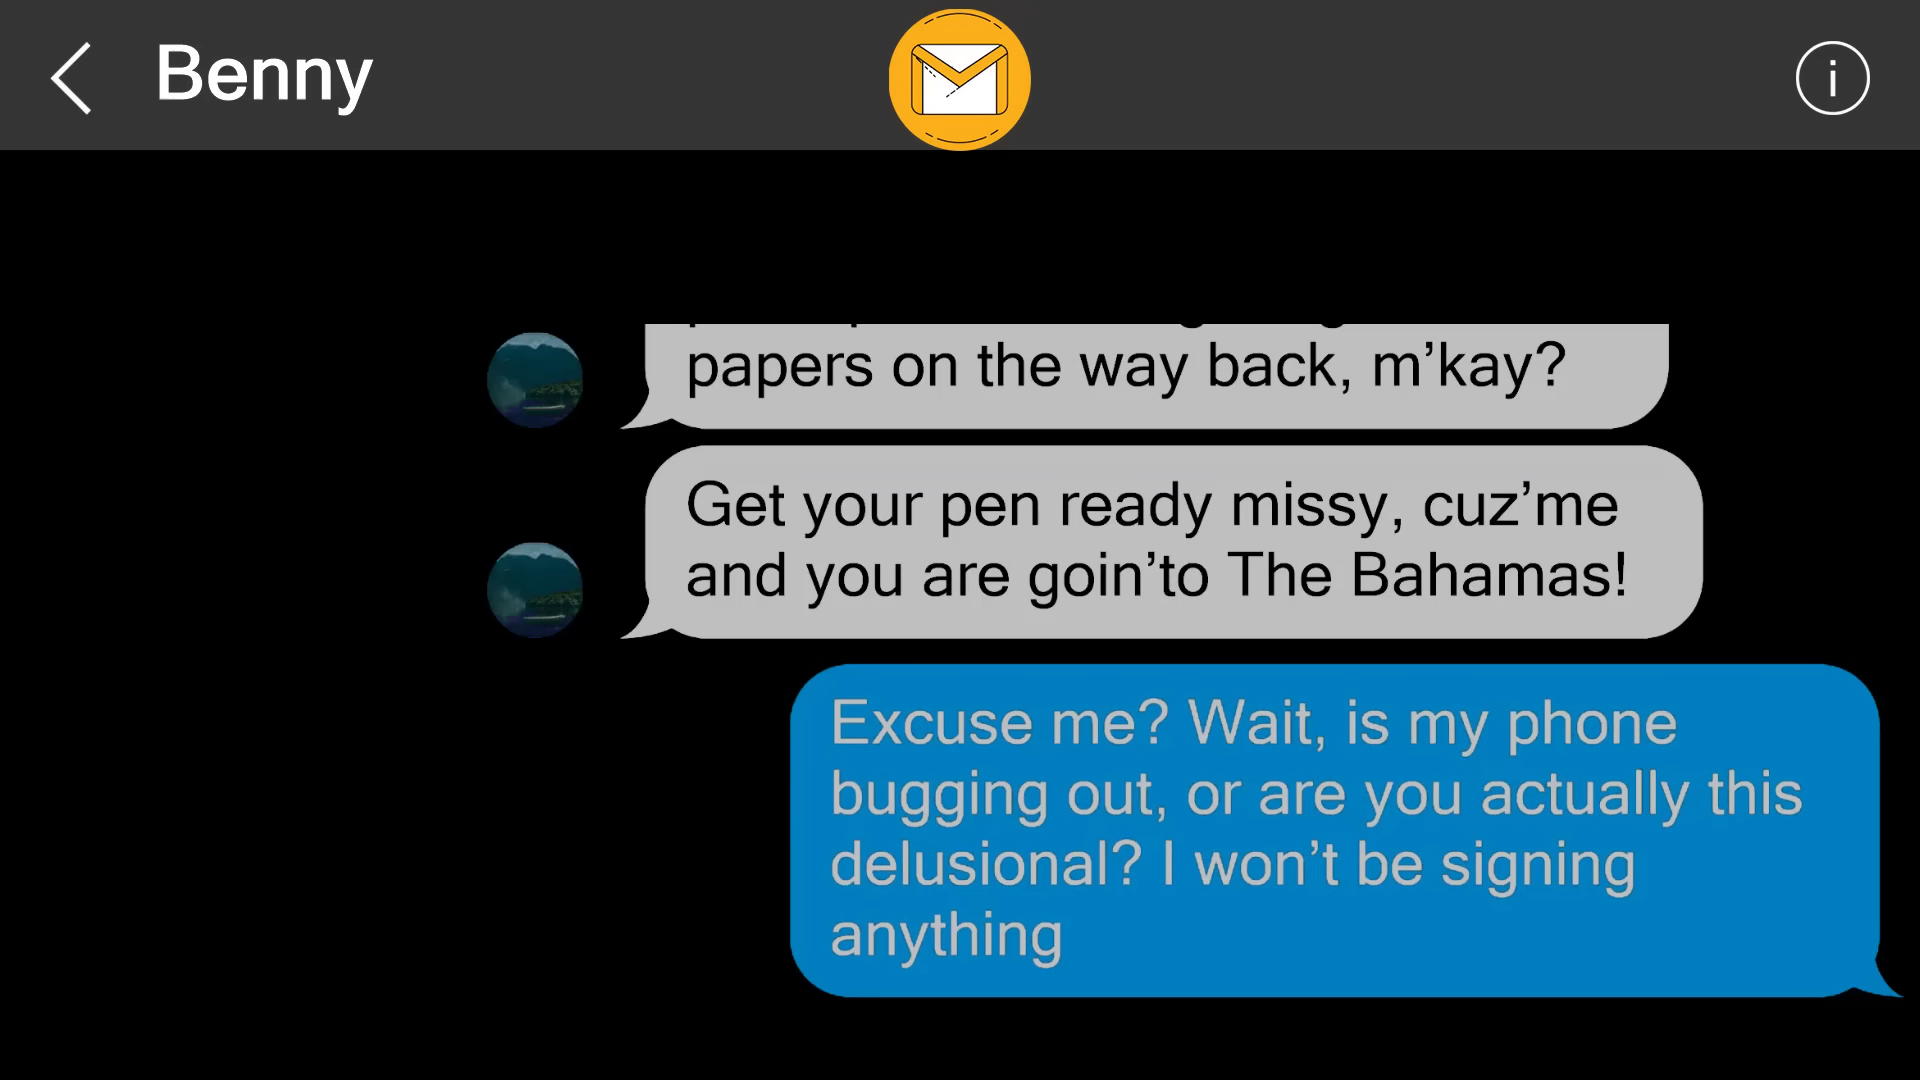 Benny
i
papers on the way back, m’kay?
Get your pen ready missy, cuz’me
and you are goin’to The Bahamas!
Excuse me? Wait, is my phone
bugging out, or are you actually this
delusional? I won’t be signing
anything